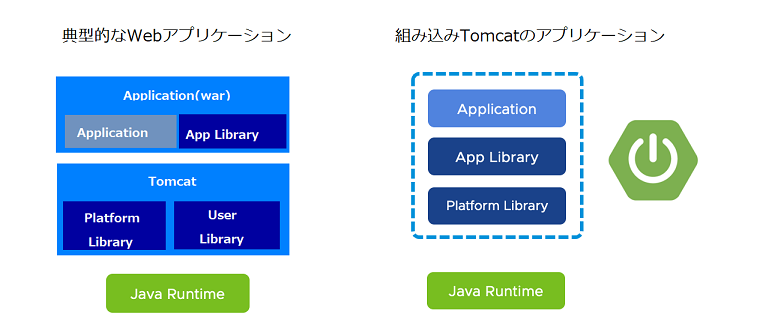 典型的なWebアプリケーション
Application(war)
Application
App Library
Tomcat
Platform
Library
User
Library
Java Runtime
組み込みTomcatのアプリケーション
Application
App Library
Platform Library
Java Runtime